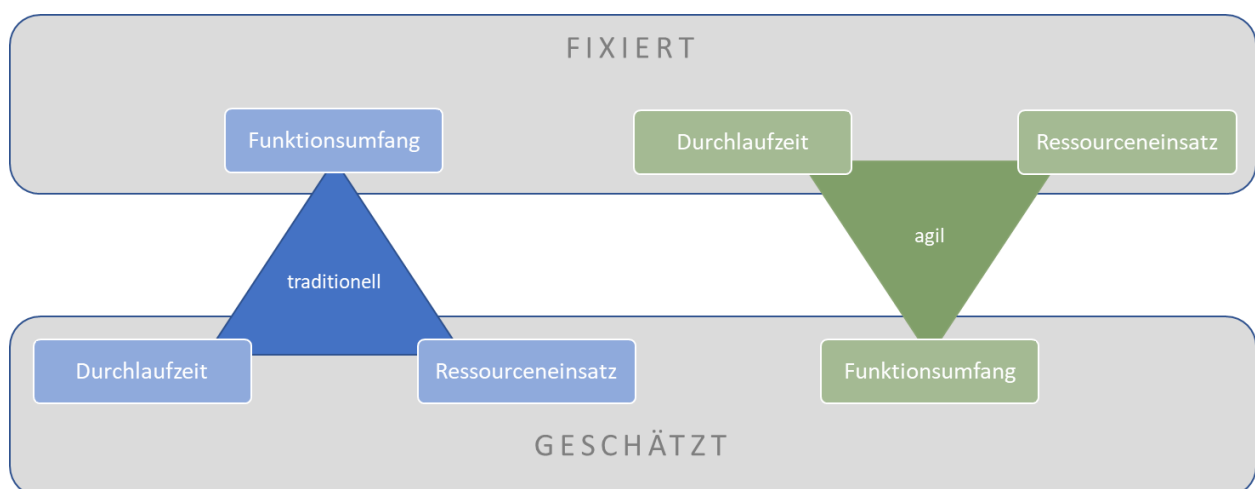 FIXIERT
Funktionsumfang
Durchlaufzeit
Ressourceneinsatz
traditionell
agil
Durchlaufzeit
Ressourceneinsatz
Funktionsumfang
GESCHÄTZT